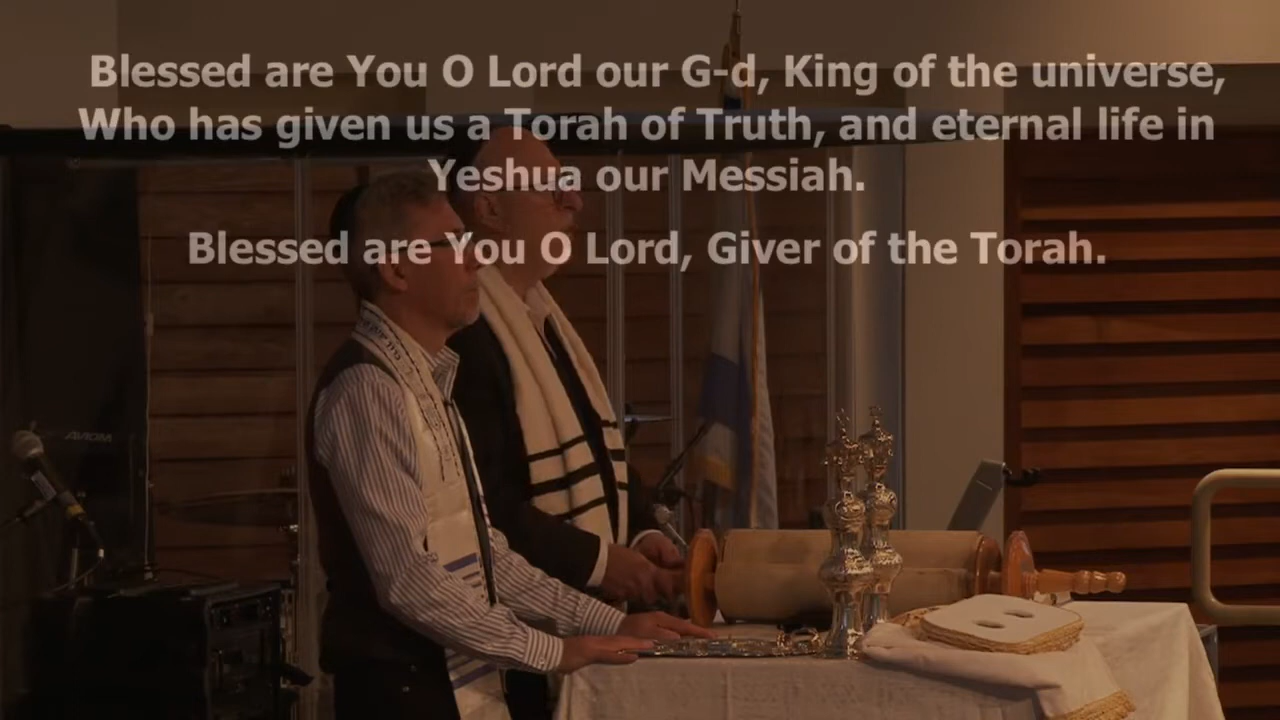 Blessed are You O Lord our G-d, King of the universe,
Who has given us a Torah of Truth, and eternal life in
Yeshua our Messiah.
Blessed are You O Lord, Giver of the Torah.
AVIOM